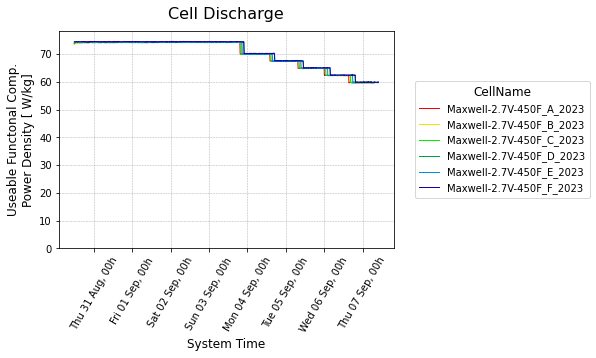 Cell Discharge
Useable Functonal Comp.
Power Density [ W/kg]
70
60
50
40
30
20
10
0
Thu 31 Aug, 00h
Fri 01 Sep, 00h
Sat 02 Sep, 00h
Sun 03 Sep, 00h
Mon 04 Sep, 00h
Tue 05 Sep, 00h
Wed 06 Sep, 00h
Thu 07 Sep, 00h
System Time
CellName
Maxwell-2.7V-450F_A_2023
Maxwell-2.7V-450F_B_2023
Maxwell-2.7V-450F_C_2023
Maxwell-2.7V-450F_D_2023
Maxwell-2.7V-450F_E_2023
Maxwell-2.7V-450F_F_2023